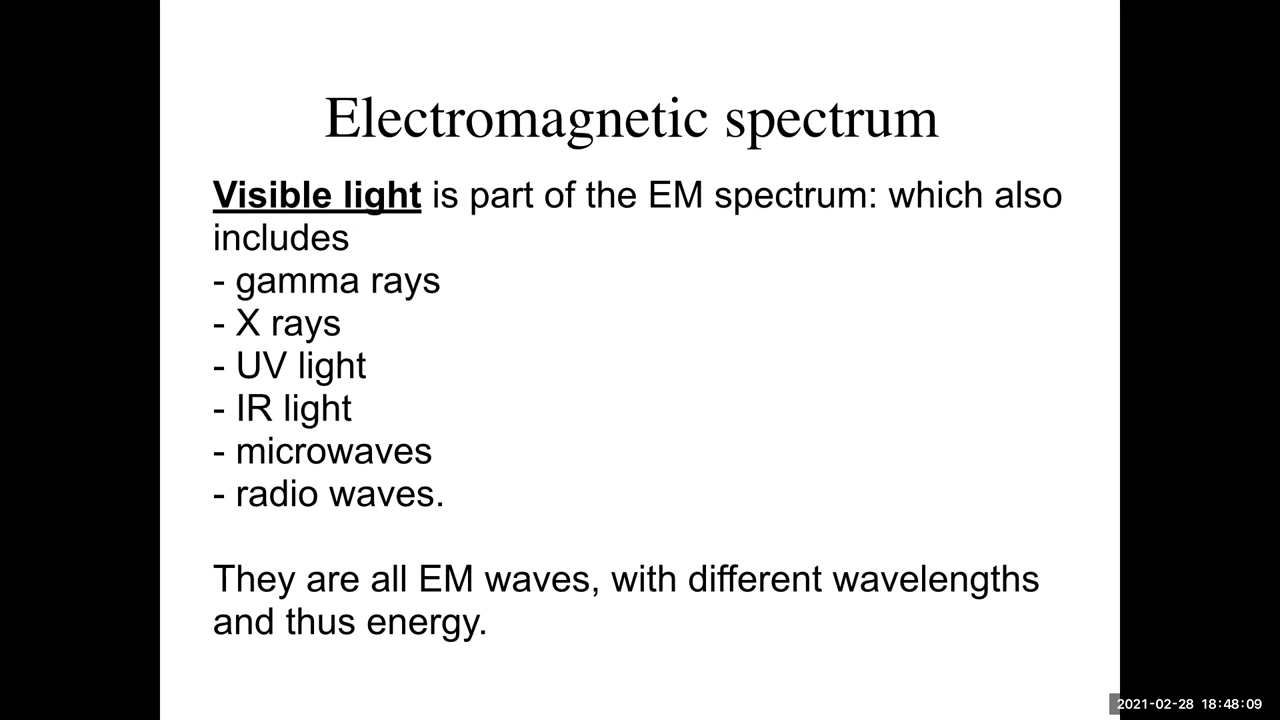 Electromagnetic spectrum
Visible light is part of the EM spectrum: which also
includes
- gamma rays
- X rays
- UV light
- IR light
- microwaves
- radio waves.
They are all EM waves, with different wavelengths
and thus energy.
2021-02-28 18:48:09